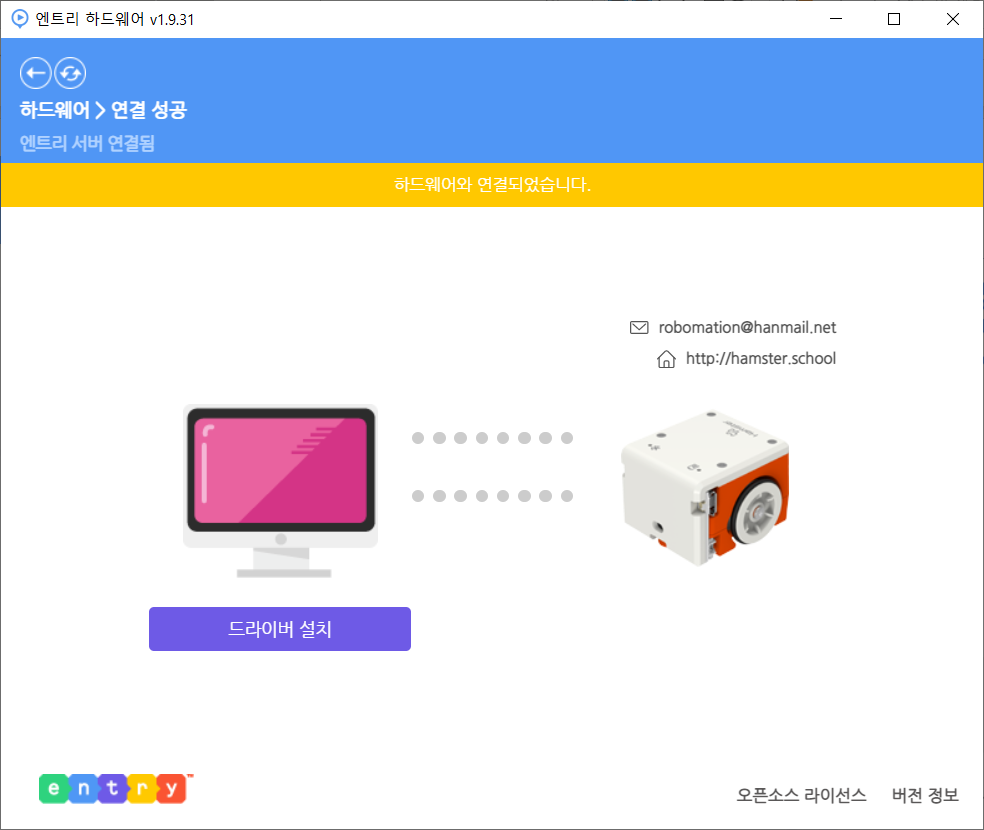 엔트리 하드웨어 v1.9.31
하드웨어 > 연결 성공
엔트리 서버 연결됨
하드웨어와 연결되었습니다.
robomation@hanmail.net
http://hamster.school
Hamster
드라이버 설치
entry™
오픈소스 라이선스 버전 정보